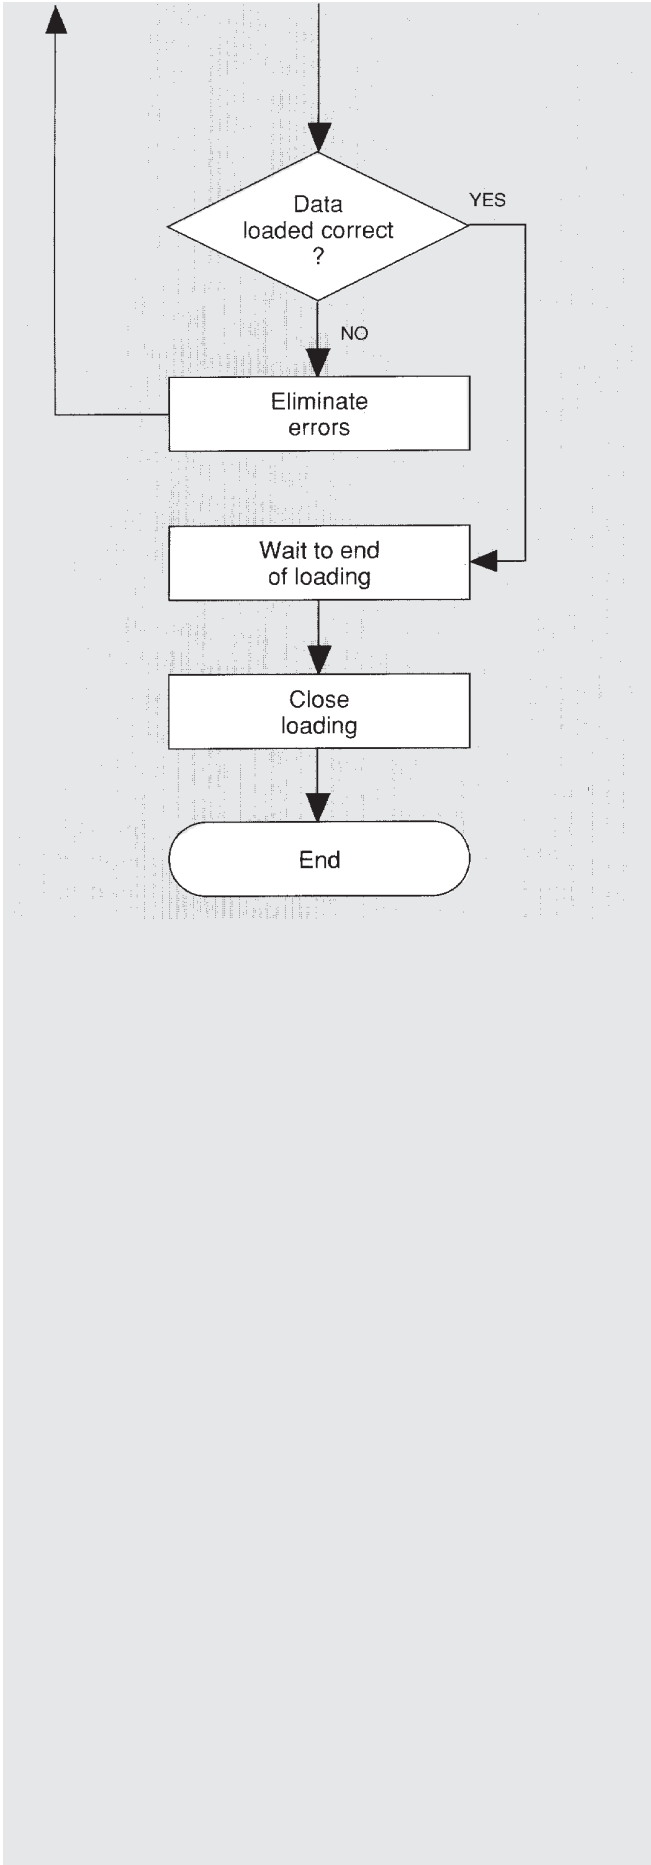 Data
loaded correct
?
YES
NO
Eliminate
errors
Wait to end
of loading
Close
loading
End